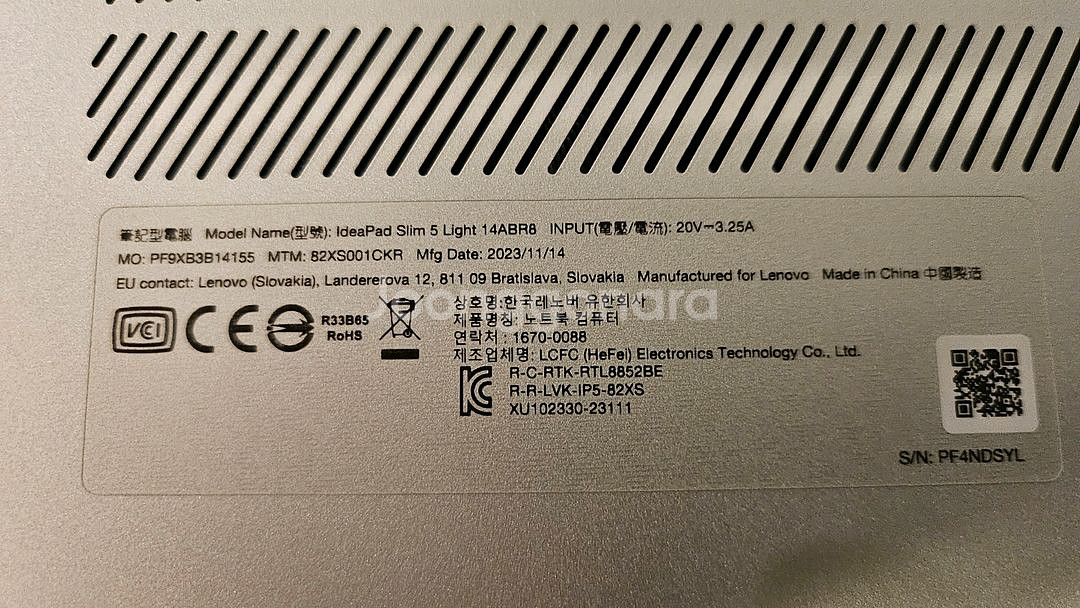 筆記型電腦 Model Name(型號): IdeaPad Slim 5 Light 14ABR8 INPUT(電壓/電流): 20V⎓3.25A
MO: PF9XB3B14155 MTM: 82XS001CKR Mfg Date: 2023/11/14
EU contact: Lenovo (Slovakia), Landererova 12, 811 09 Bratislava, Slovakia Manufactured for Lenovo Made in China 中國製造
상호명:한국레노버 유한회사
제품명칭: 노트북 컴퓨터
연락처 : 1670-0088
제조업체명: LCFC (HeFei) Electronics Technology Co., Ltd.
VCI CE R33B65
RoHS
KC R-C-RTK-RTL8852BE
R-R-LVK-IP5-82XS
XU102330-23111
S/N: PF4NDSYL